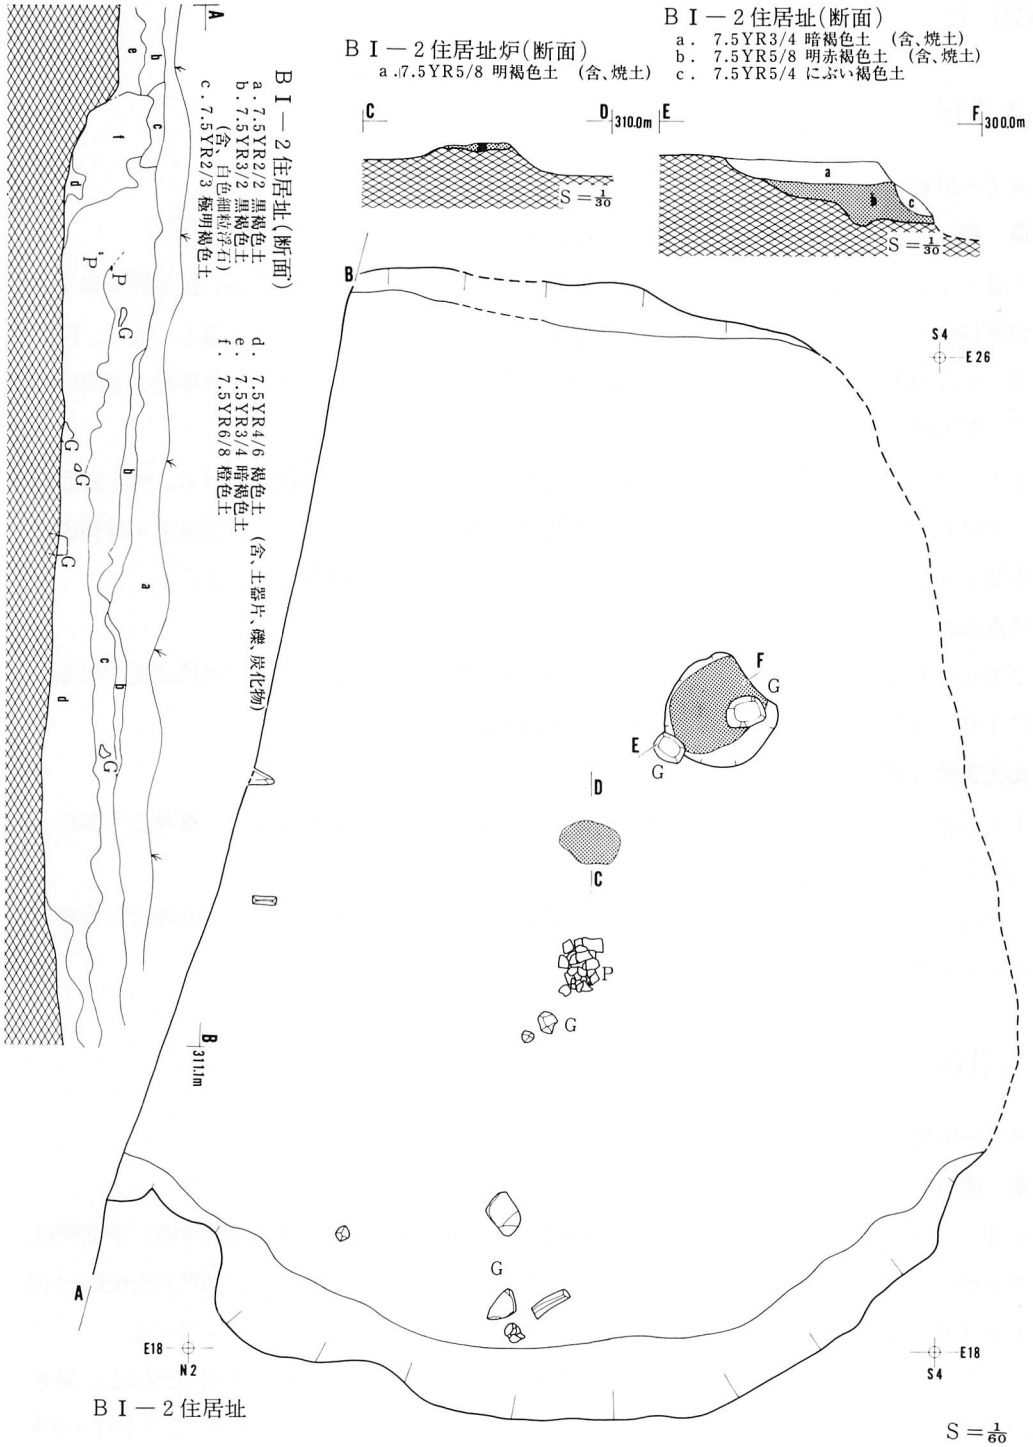 BⅠ－2住居址(断面)
a． 7.5YR3/4 暗褐色土 (含、焼土)
b． 7.5YR5/8 明赤褐色土 (含、焼土)
c． 7.5YR5/4 にぶい褐色土
BⅠ－2住居址炉(断面)
a．7.5YR5/8 明褐色土 (含、焼土)
C
D
310.0m
S＝1/30
E
F
300.0m
a
b
c
S＝1/30
BⅠ－2住居址(断面)
a．7.5YR2/2 黒褐色土
b．7.5YR3/2 黒褐色土
(含、白色細粒浮石)
c．7.5YR2/3 極明褐色土
d． 7.5YR4/6 褐色土 (含、土器片、礫、炭化物)
e． 7.5YR3/4 暗褐色土
f． 7.5YR6/8 橙色土
A
e
b
c
f
d
P
P
G
G
G
b
G
a
c
b
d
G
B
311.1m
B
S4
E26
F
G
E
G
D
C
P
G
G
A
E18
N2
E18
S4
BⅠ－2住居址
S＝1/60